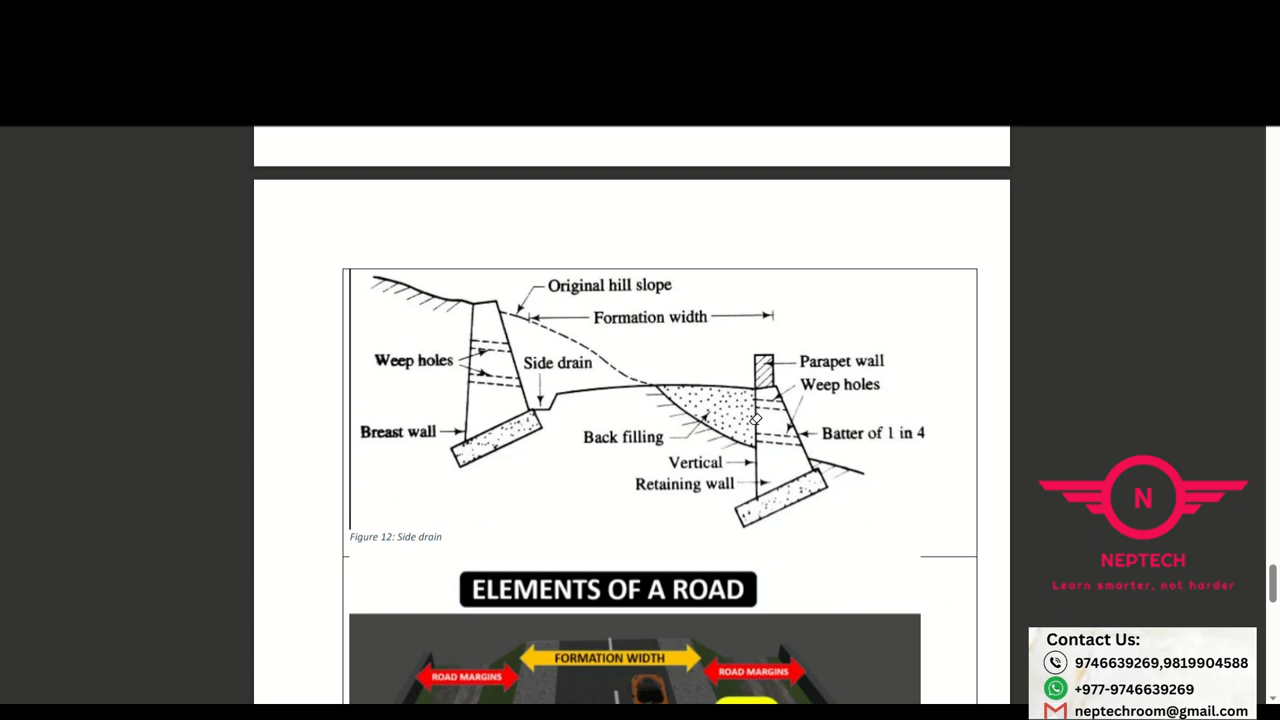 Original hill slope
Formation width
Weep holes
Side drain
Parapet wall
Weep holes
Breast wall
Back filling
Batter of 1 in 4
Vertical
Retaining wall
Figure 12: Side drain
ELEMENTS OF A ROAD
FORMATION WIDTH
ROAD MARGINS
ROAD MARGINS
N
NEPTECH
Learn smarter, not harder
Contact Us:
9746639269,9819904588
+977-9746639269
neptechroom@gmail.com